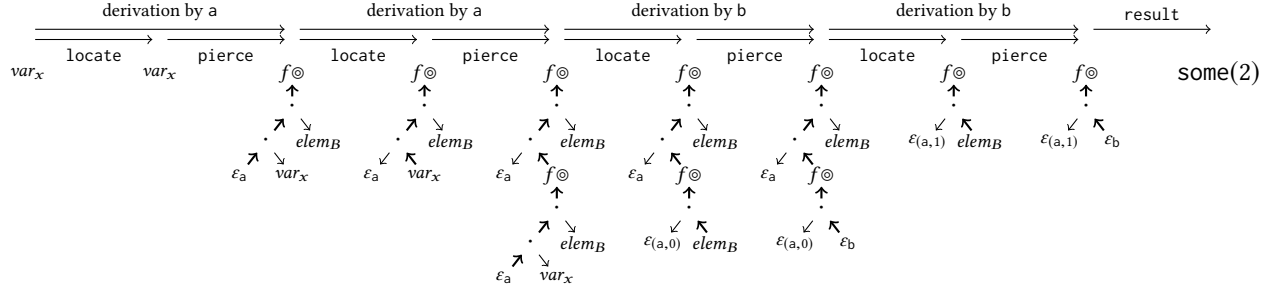 derivation by a derivation by a derivation by b derivation by b result
locate pierce locate pierce locate pierce locate pierce
var_x var_x f⊚ f⊚ f⊚ f⊚ f⊚ f⊚ f⊚ some(2)
· · · · · · ·
· elem_B · elem_B · elem_B · elem_B · elem_B ε_(a,1) elem_B ε_(a,1) ε_b
ε_a var_x ε_a var_x ε_a f⊚ ε_a f⊚ ε_a f⊚
· · ·
· elem_B ε_(a,0) elem_B ε_(a,0) ε_b
ε_a var_x